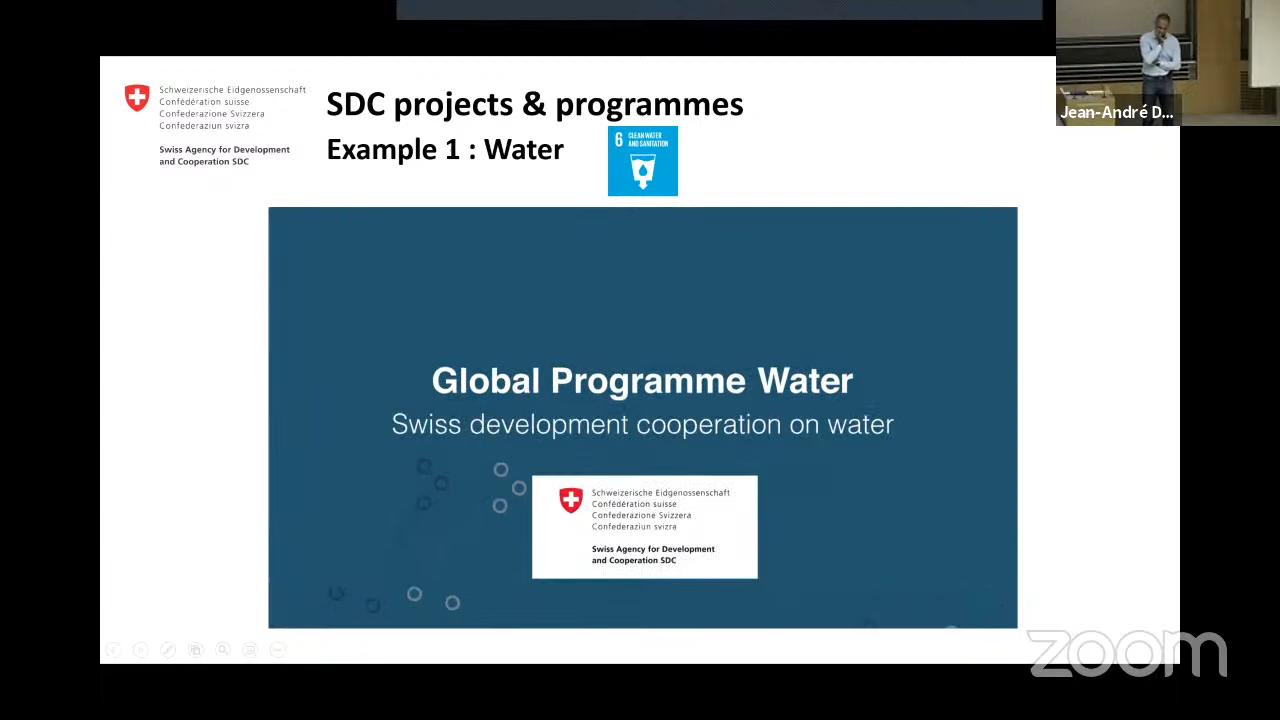 Schweizerische Eidgenossenschaft
Confédération suisse
Confederazione Svizzera
Confederaziun svizra
Swiss Agency for Development
and Cooperation SDC
SDC projects & programmes
Example 1 : Water
6 CLEAN WATER
AND SANITATION
Jean-André D...
Global Programme Water
Swiss development cooperation on water
Schweizerische Eidgenossenschaft
Confédération suisse
Confederazione Svizzera
Confederaziun svizra
Swiss Agency for Development
and Cooperation SDC
zoom